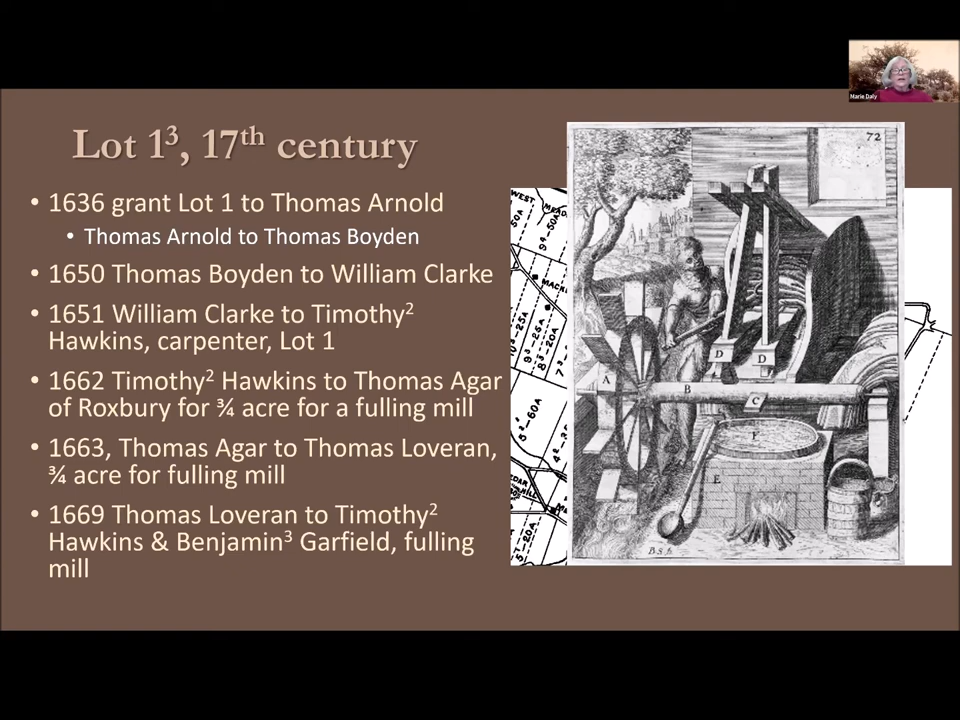 Marie Daly
Lot 1³, 17th century
• 1636 grant Lot 1 to Thomas Arnold
• Thomas Arnold to Thomas Boyden
• 1650 Thomas Boyden to William Clarke
• 1651 William Clarke to Timothy²
Hawkins, carpenter, Lot 1
• 1662 Timothy² Hawkins to Thomas Agar
of Roxbury for ¾ acre for a fulling mill
• 1663, Thomas Agar to Thomas Loveran,
¾ acre for fulling mill
• 1669 Thomas Loveran to Timothy²
Hawkins & Benjamin³ Garfield, fulling
mill
72
D D
A B
C
E
WEST